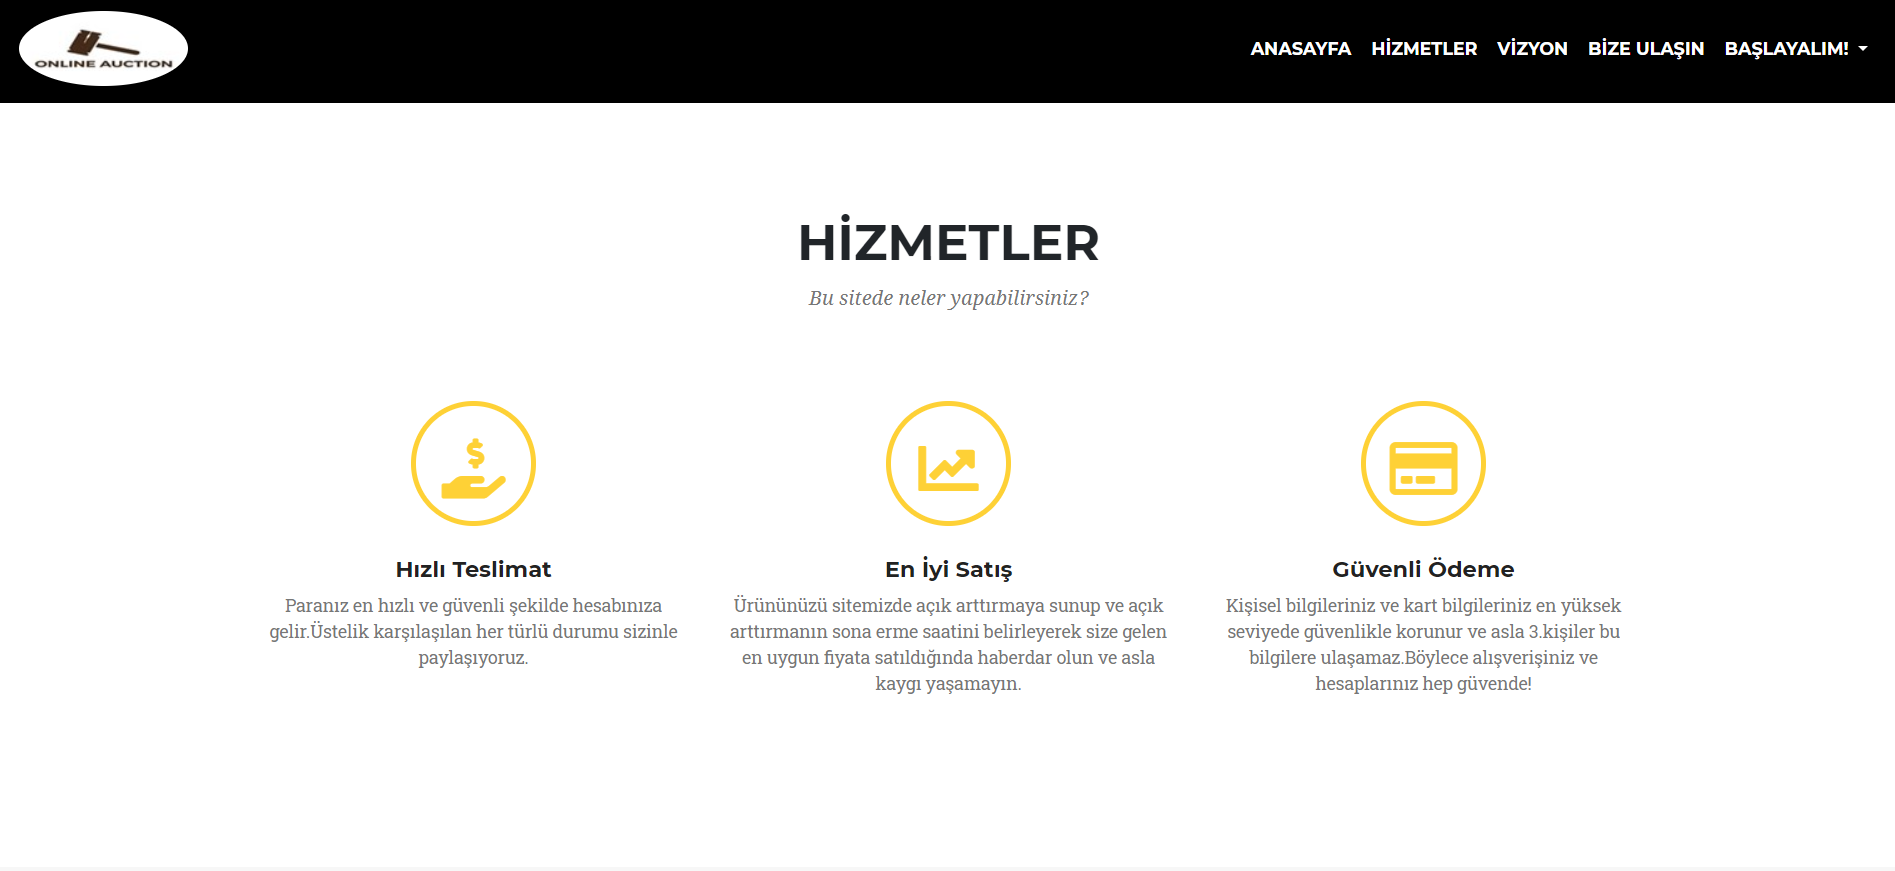 ONLINE AUCTION
ANASAYFA HİZMETLER VİZYON BİZE ULAŞIN BAŞLAYALIM!
HİZMETLER
Bu sitede neler yapabilirsiniz?
Hızlı Teslimat
Paranız en hızlı ve güvenli şekilde hesabınıza
gelir.Üstelik karşılaşılan her türlü durumu sizinle
paylaşıyoruz.
En İyi Satış
Ürününüzü sitemizde açık arttırmaya sunup ve açık
arttırmanın sona erme saatini belirleyerek size gelen
en uygun fiyata satıldığında haberdar olun ve asla
kaygı yaşamayın.
Güvenli Ödeme
Kişisel bilgileriniz ve kart bilgileriniz en yüksek
seviyede güvenlikle korunur ve asla 3.kişiler bu
bilgilere ulaşamaz.Böylece alışverişiniz ve
hesaplarınız hep güvende!